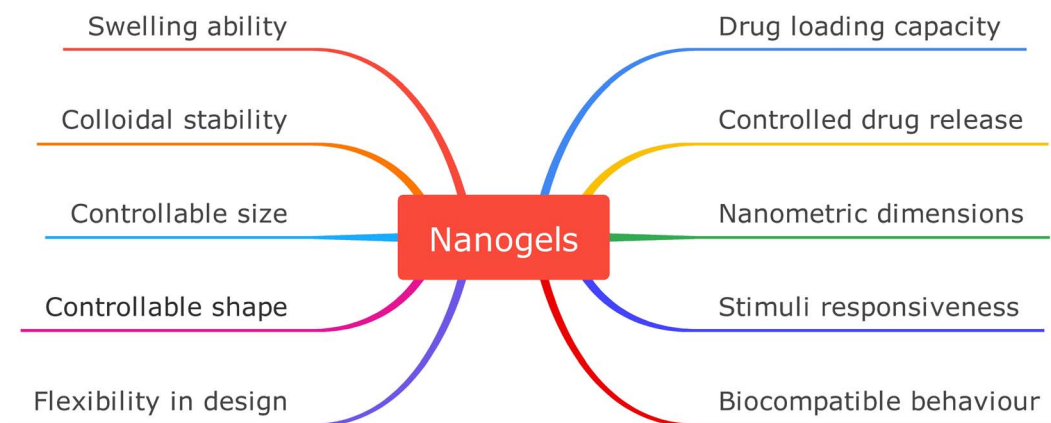 Swelling ability
Colloidal stability
Controllable size
Controllable shape
Flexibility in design
Nanogels
Drug loading capacity
Controlled drug release
Nanometric dimensions
Stimuli responsiveness
Biocompatible behaviour